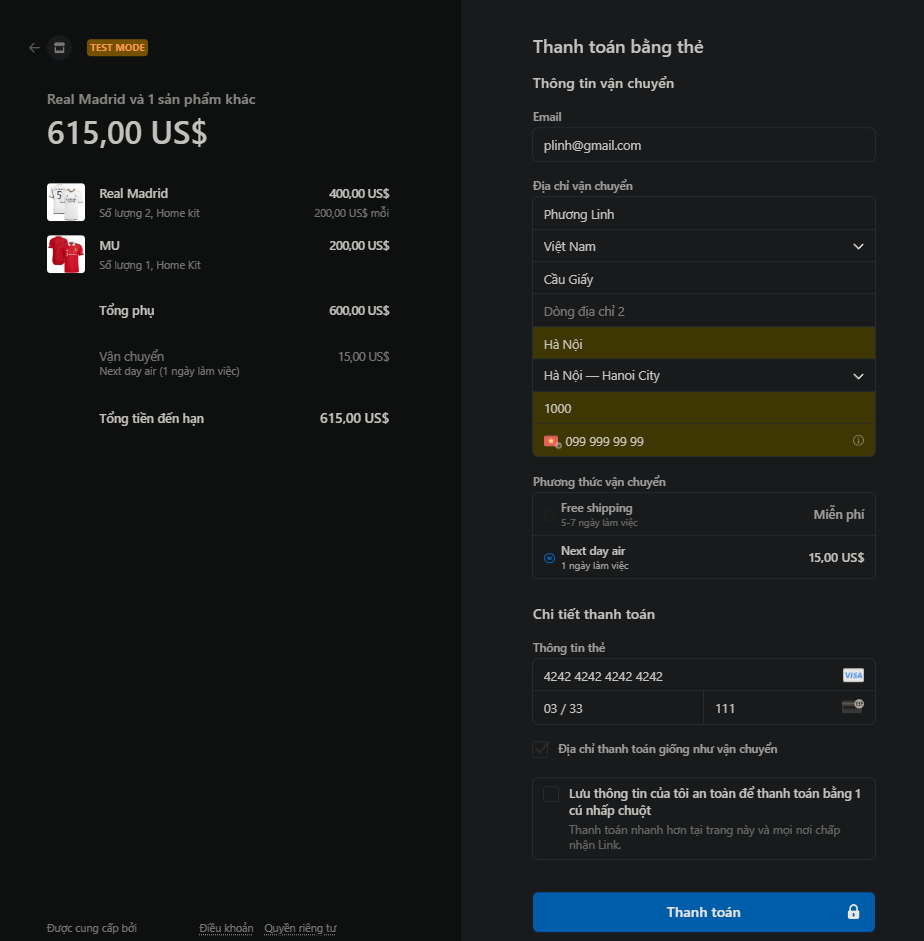 TEST MODE
Real Madrid và 1 sản phẩm khác
615,00 US$
Real Madrid 400,00 US$
Số lượng 2, Home kit 200,00 US$ mỗi
MU 200,00 US$
Số lượng 1, Home Kit
Tổng phụ 600,00 US$
Vận chuyển 15,00 US$
Next day air (1 ngày làm việc)
Tổng tiền đến hạn 615,00 US$
Được cung cấp bởi
Điều khoản Quyền riêng tư
Thanh toán bằng thẻ
Thông tin vận chuyển
Email
plinh@gmail.com
Địa chỉ vận chuyển
Phương Linh
Việt Nam
Cầu Giấy
Dòng địa chỉ 2
Hà Nội
Hà Nội — Hanoi City
1000
099 999 99 99
Phương thức vận chuyển
Free shipping Miễn phí
5-7 ngày làm việc
Next day air 15,00 US$
1 ngày làm việc
Chi tiết thanh toán
Thông tin thẻ
4242 4242 4242 4242 VISA
03 / 33 111
Địa chỉ thanh toán giống như vận chuyển
Lưu thông tin của tôi an toàn để thanh toán bằng 1
cú nhấp chuột
Thanh toán nhanh hơn tại trang này và mọi nơi chấp
nhận Link.
Thanh toán